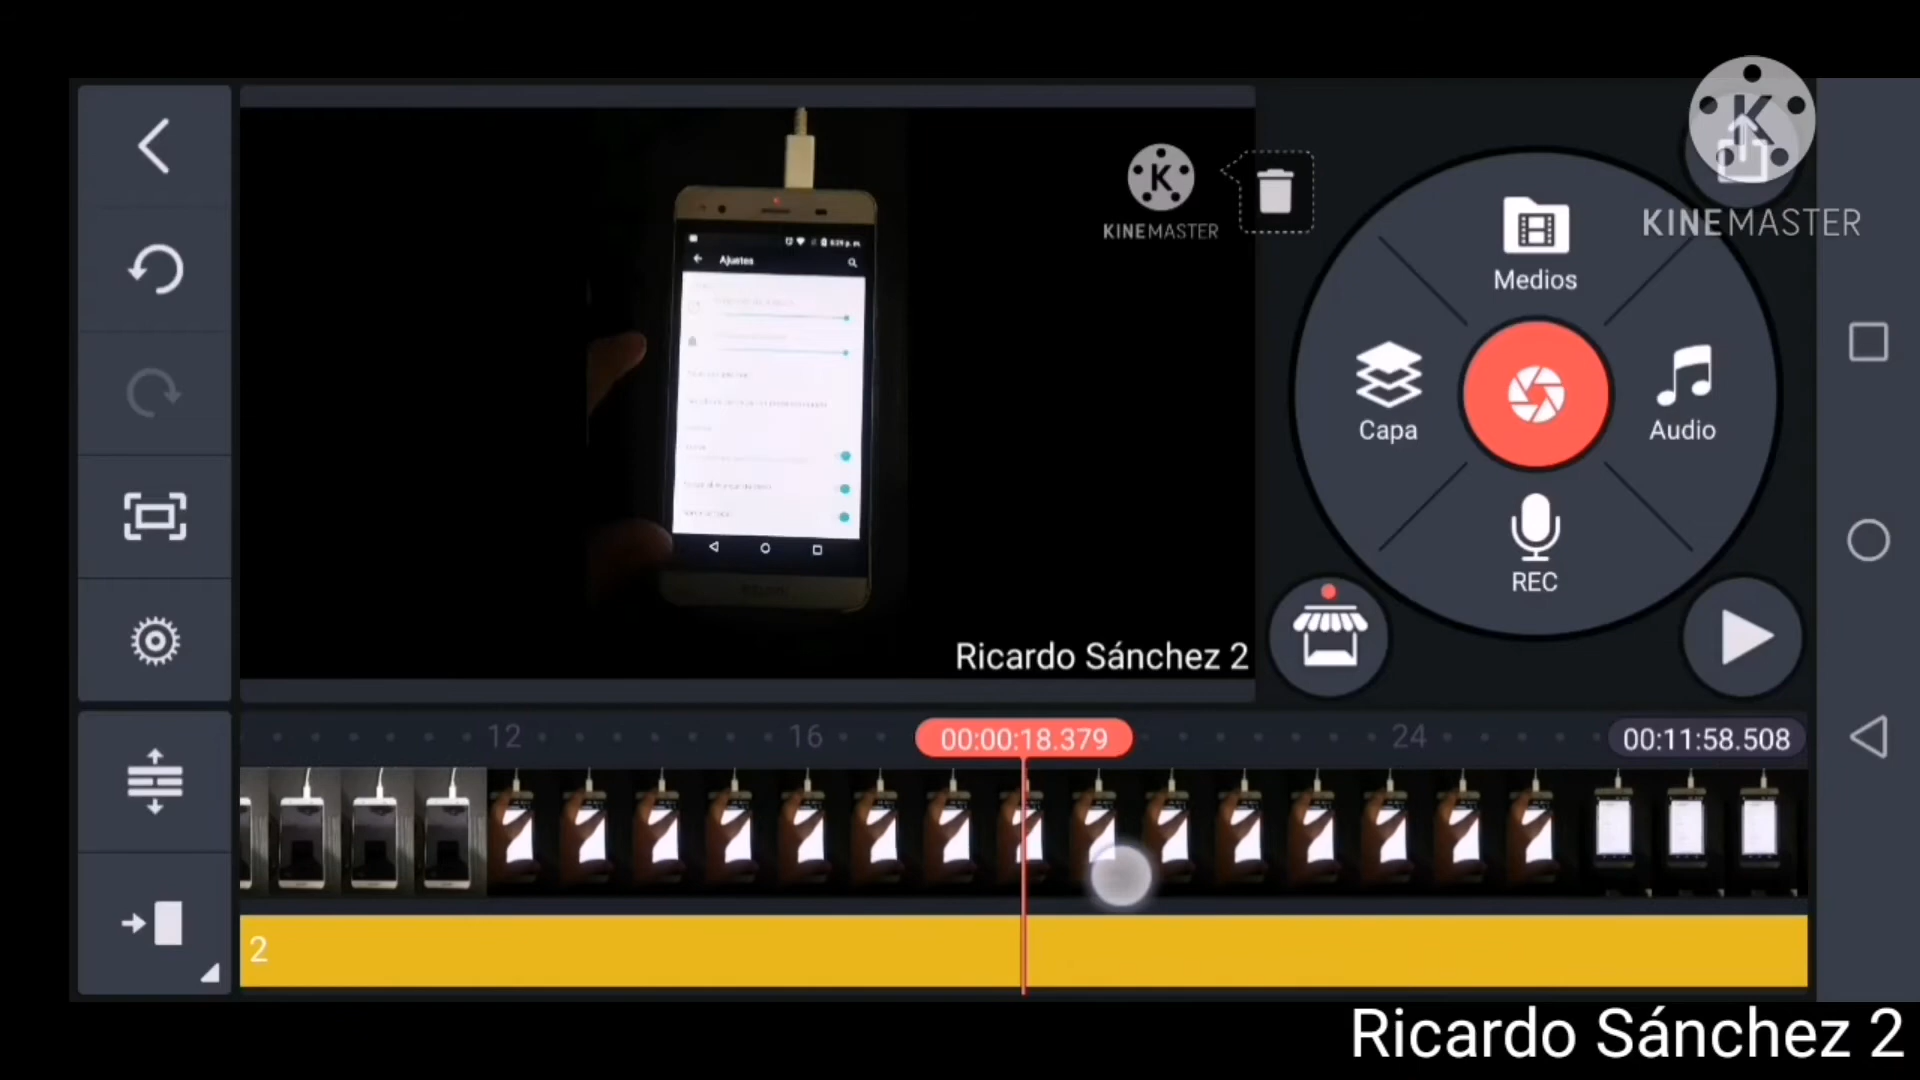 KINEMASTER
KINEMASTER
Medios
Capa
Audio
REC
Ajustes
Ricardo Sánchez 2
12
16
00:00:18.379
24
00:11:58.508
2
Ricardo Sánchez 2